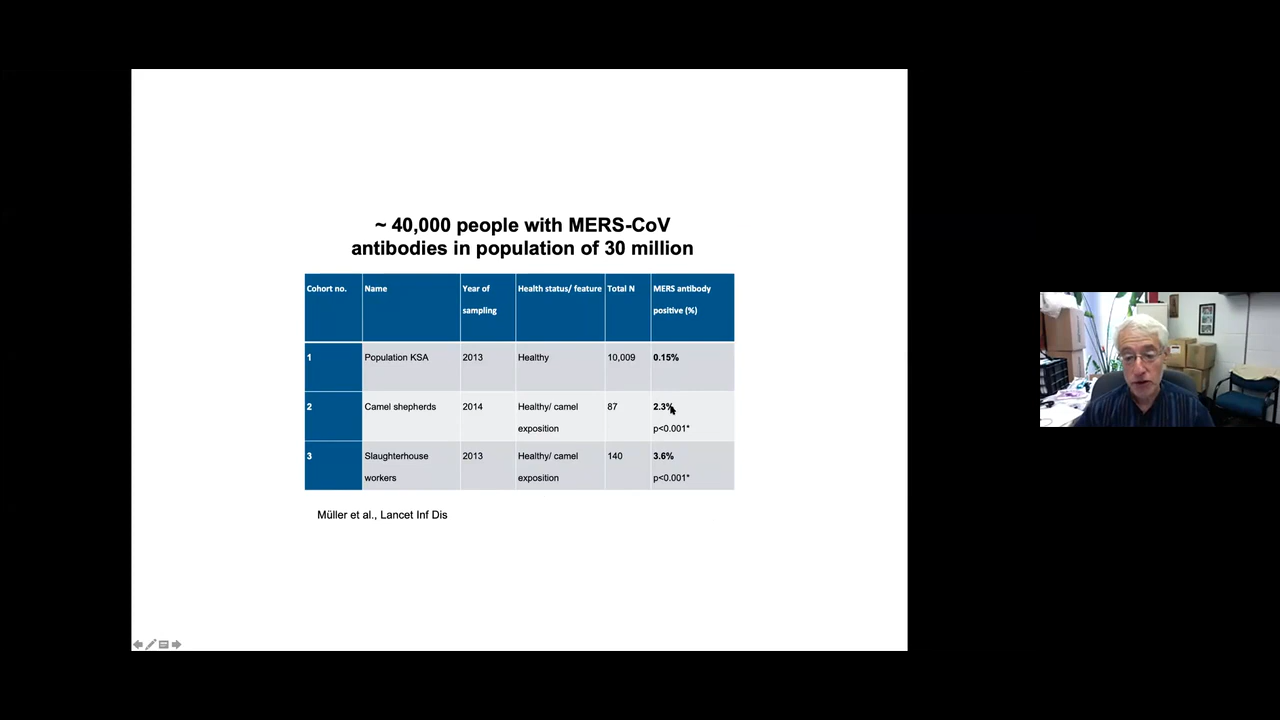 ~ 40,000 people with MERS-CoV
antibodies in population of 30 million
Cohort no. Name Year of Health status/ feature Total N MERS antibody
sampling positive (%)
1 Population KSA 2013 Healthy 10,009 0.15%
2 Camel shepherds 2014 Healthy/ camel 87 2.3%
exposition p<0.001*
3 Slaughterhouse 2013 Healthy/ camel 140 3.6%
workers exposition p<0.001*
Müller et al., Lancet Inf Dis